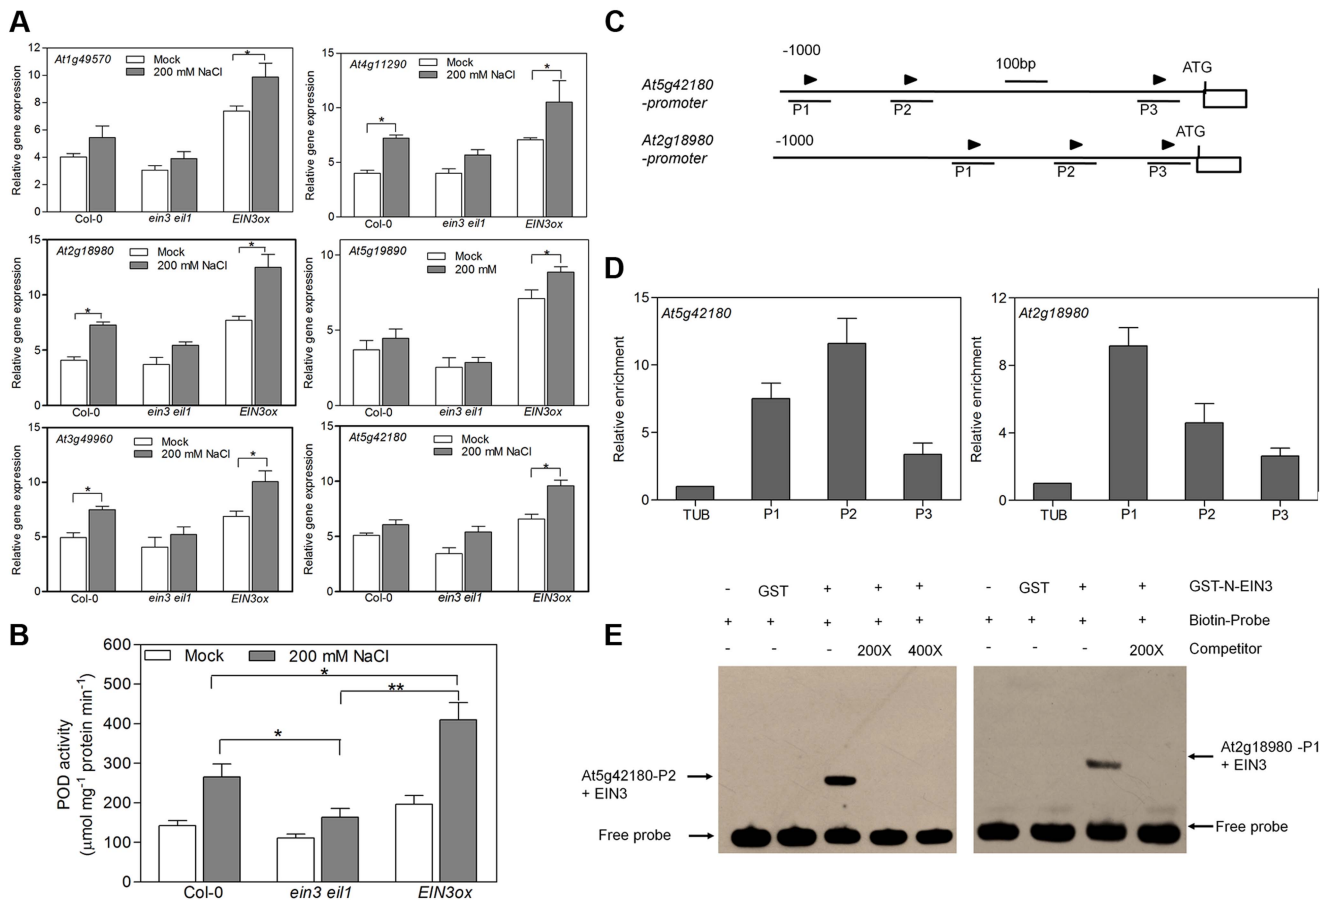 A
At1g49570
Mock
200 mM NaCl
Relative gene expression
12
10
8
6
4
2
0
*
Col-0 ein3 eil1 EIN3ox
At4g11290
Mock
200 mM NaCl
Relative gene expression
15
10
5
0
* *
Col-0 ein3 eil1 EIN3ox
At2g18980
Mock
200 mM NaCl
Relative gene expression
15
10
5
0
* *
Col-0 ein3 eil1 EIN3ox
At5g19890
Mock
200 mM
Relative gene expression
10
5
0
*
Col-0 ein3 eil1 EIN3ox
At3g49960
Mock
200 mM NaCl
Relative gene expression
15
10
5
0
* *
Col-0 ein3 eil1 EIN3ox
At5g42180
Mock
200 mM NaCl
Relative gene expression
15
10
5
0
*
Col-0 ein3 eil1 EIN3ox
B
Mock 200 mM NaCl
POD activity
(μmol mg-1 protein min-1)
600
500
400
300
200
100
0
*
**
*
Col-0 ein3 eil1 EIN3ox
C
-1000
100bp
ATG
At5g42180
-promoter
P1 P2 P3
At2g18980
-promoter
-1000
ATG
P1 P2 P3
D
At5g42180
Relative enrichment
15
10
5
0
TUB P1 P2 P3
At2g18980
Relative enrichment
12
8
4
0
TUB P1 P2 P3
E
- GST + + + - GST + + GST-N-EIN3
+ + + + + + + + + Biotin-Probe
- - - 200X 400X - - - 200X Competitor
At5g42180-P2
+ EIN3
Free probe
At2g18980 -P1
+ EIN3
Free probe